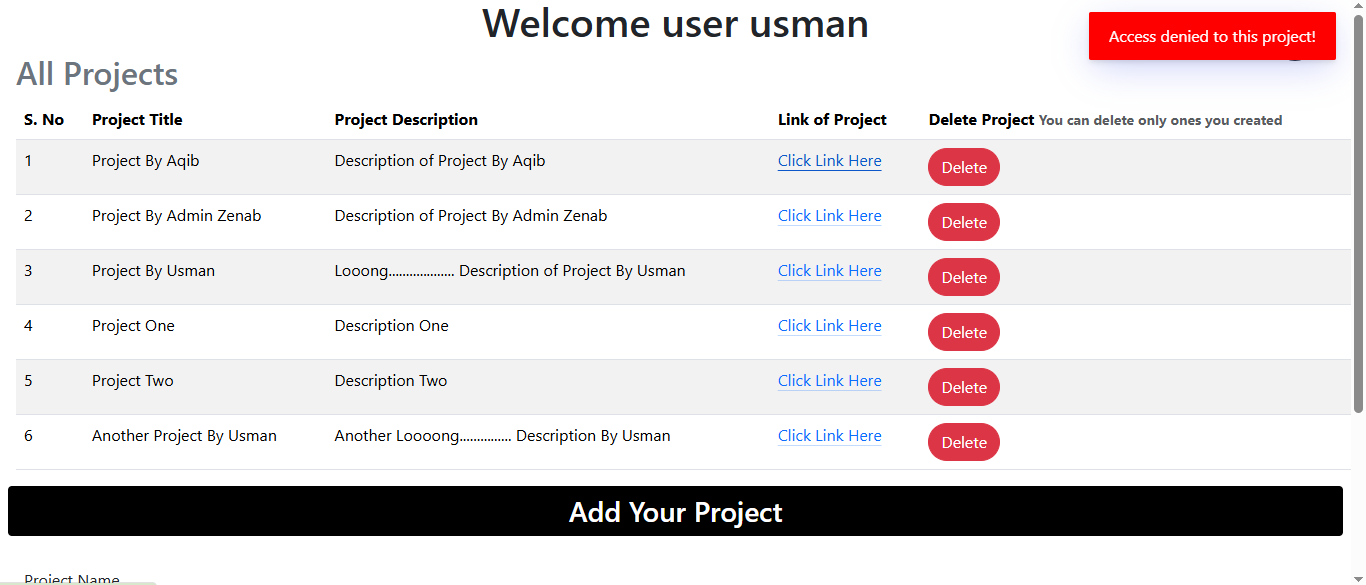 Welcome user usman
Access denied to this project!
All Projects
S. No Project Title Project Description Link of Project Delete Project You can delete only ones you created
1 Project By Aqib Description of Project By Aqib Click Link Here Delete
2 Project By Admin Zenab Description of Project By Admin Zenab Click Link Here Delete
3 Project By Usman Looong................... Description of Project By Usman Click Link Here Delete
4 Project One Description One Click Link Here Delete
5 Project Two Description Two Click Link Here Delete
6 Another Project By Usman Another Loooong............... Description By Usman Click Link Here Delete
Add Your Project
Project Name